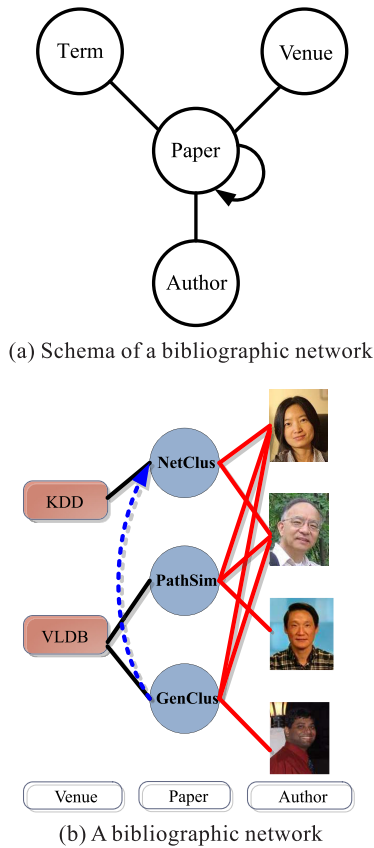 Term
Venue
Paper
Author
(a) Schema of a bibliographic network
NetClus
KDD
PathSim
VLDB
GenClus
Venue
Paper
Author
(b) A bibliographic network